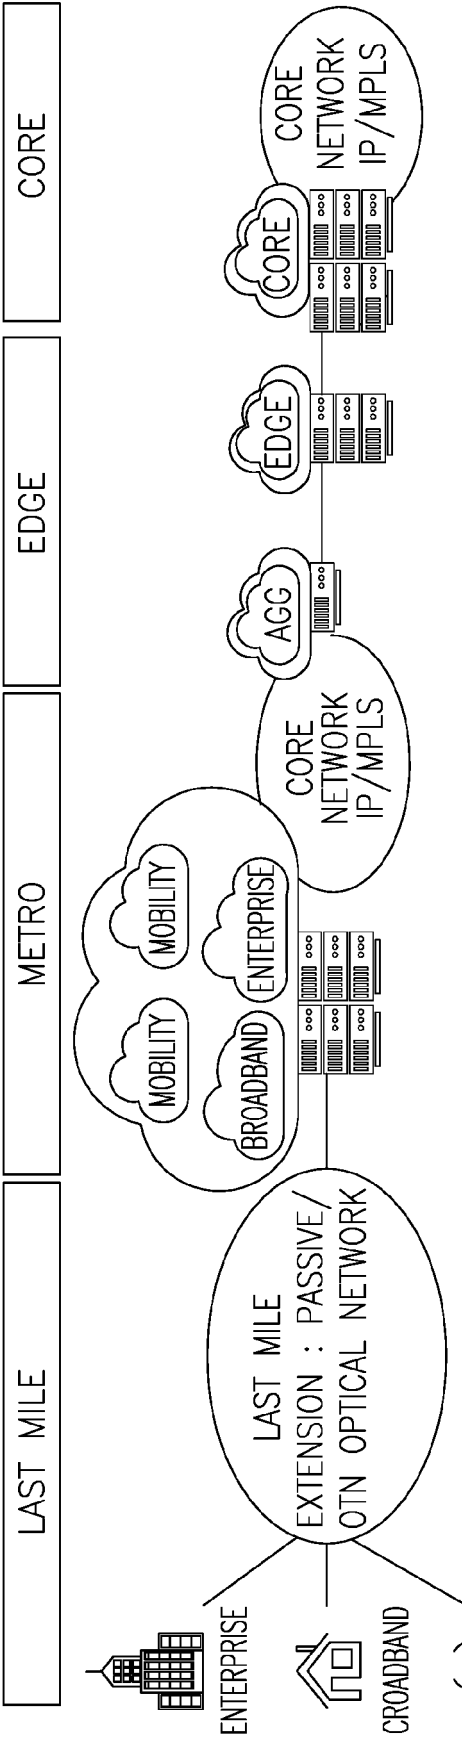 LAST MILE
METRO
EDGE
CORE
ENTERPRISE
CROADBAND
LAST MILE
EXTENSION : PASSIVE/
OTN OPTICAL NETWORK
MOBILITY
MOBILITY
BROADBAND
ENTERPRISE
CORE
NETWORK
IP/MPLS
AGG
EDGE
CORE
CORE
NETWORK
IP/MPLS